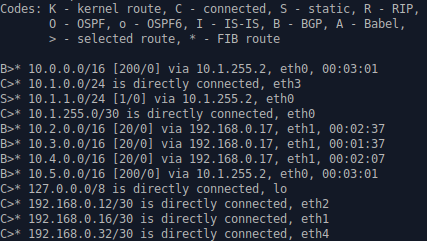 Codes: K - kernel route, C - connected, S - static, R - RIP,
O - OSPF, o - OSPF6, I - IS-IS, B - BGP, A - Babel,
> - selected route, * - FIB route
B>* 10.0.0.0/16 [200/0] via 10.1.255.2, eth0, 00:03:01
C>* 10.1.0.0/24 is directly connected, eth3
S>* 10.1.1.0/24 [1/0] via 10.1.255.2, eth0
C>* 10.1.255.0/30 is directly connected, eth0
B>* 10.2.0.0/16 [20/0] via 192.168.0.17, eth1, 00:02:37
B>* 10.3.0.0/16 [20/0] via 192.168.0.17, eth1, 00:01:37
B>* 10.4.0.0/16 [20/0] via 192.168.0.17, eth1, 00:02:07
B>* 10.5.0.0/16 [200/0] via 10.1.255.2, eth0, 00:03:01
C>* 127.0.0.0/8 is directly connected, lo
C>* 192.168.0.12/30 is directly connected, eth2
C>* 192.168.0.16/30 is directly connected, eth1
C>* 192.168.0.32/30 is directly connected, eth4